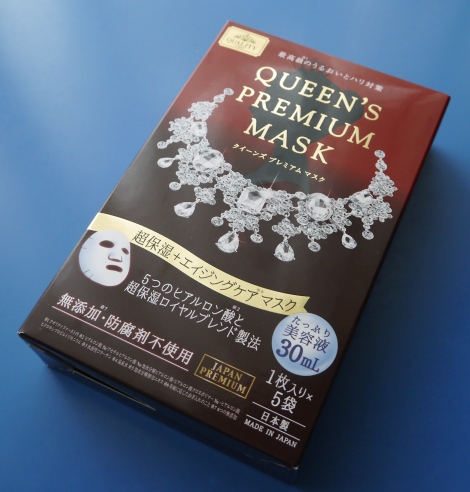 QUALITY
最高級のうるおいとハリ対策
QUEEN'S
PREMIUM
MASK
クイーンズ プレミアム マスク
超保湿+エイジングケア マスク
5つのヒアルロン酸と
超保湿ロイヤルブレンド製法
無添加・防腐剤不使用
JAPAN
PREMIUM
たっぷり
美容液
30mL
1枚入り×
5袋
日本製
MADE IN JAPAN